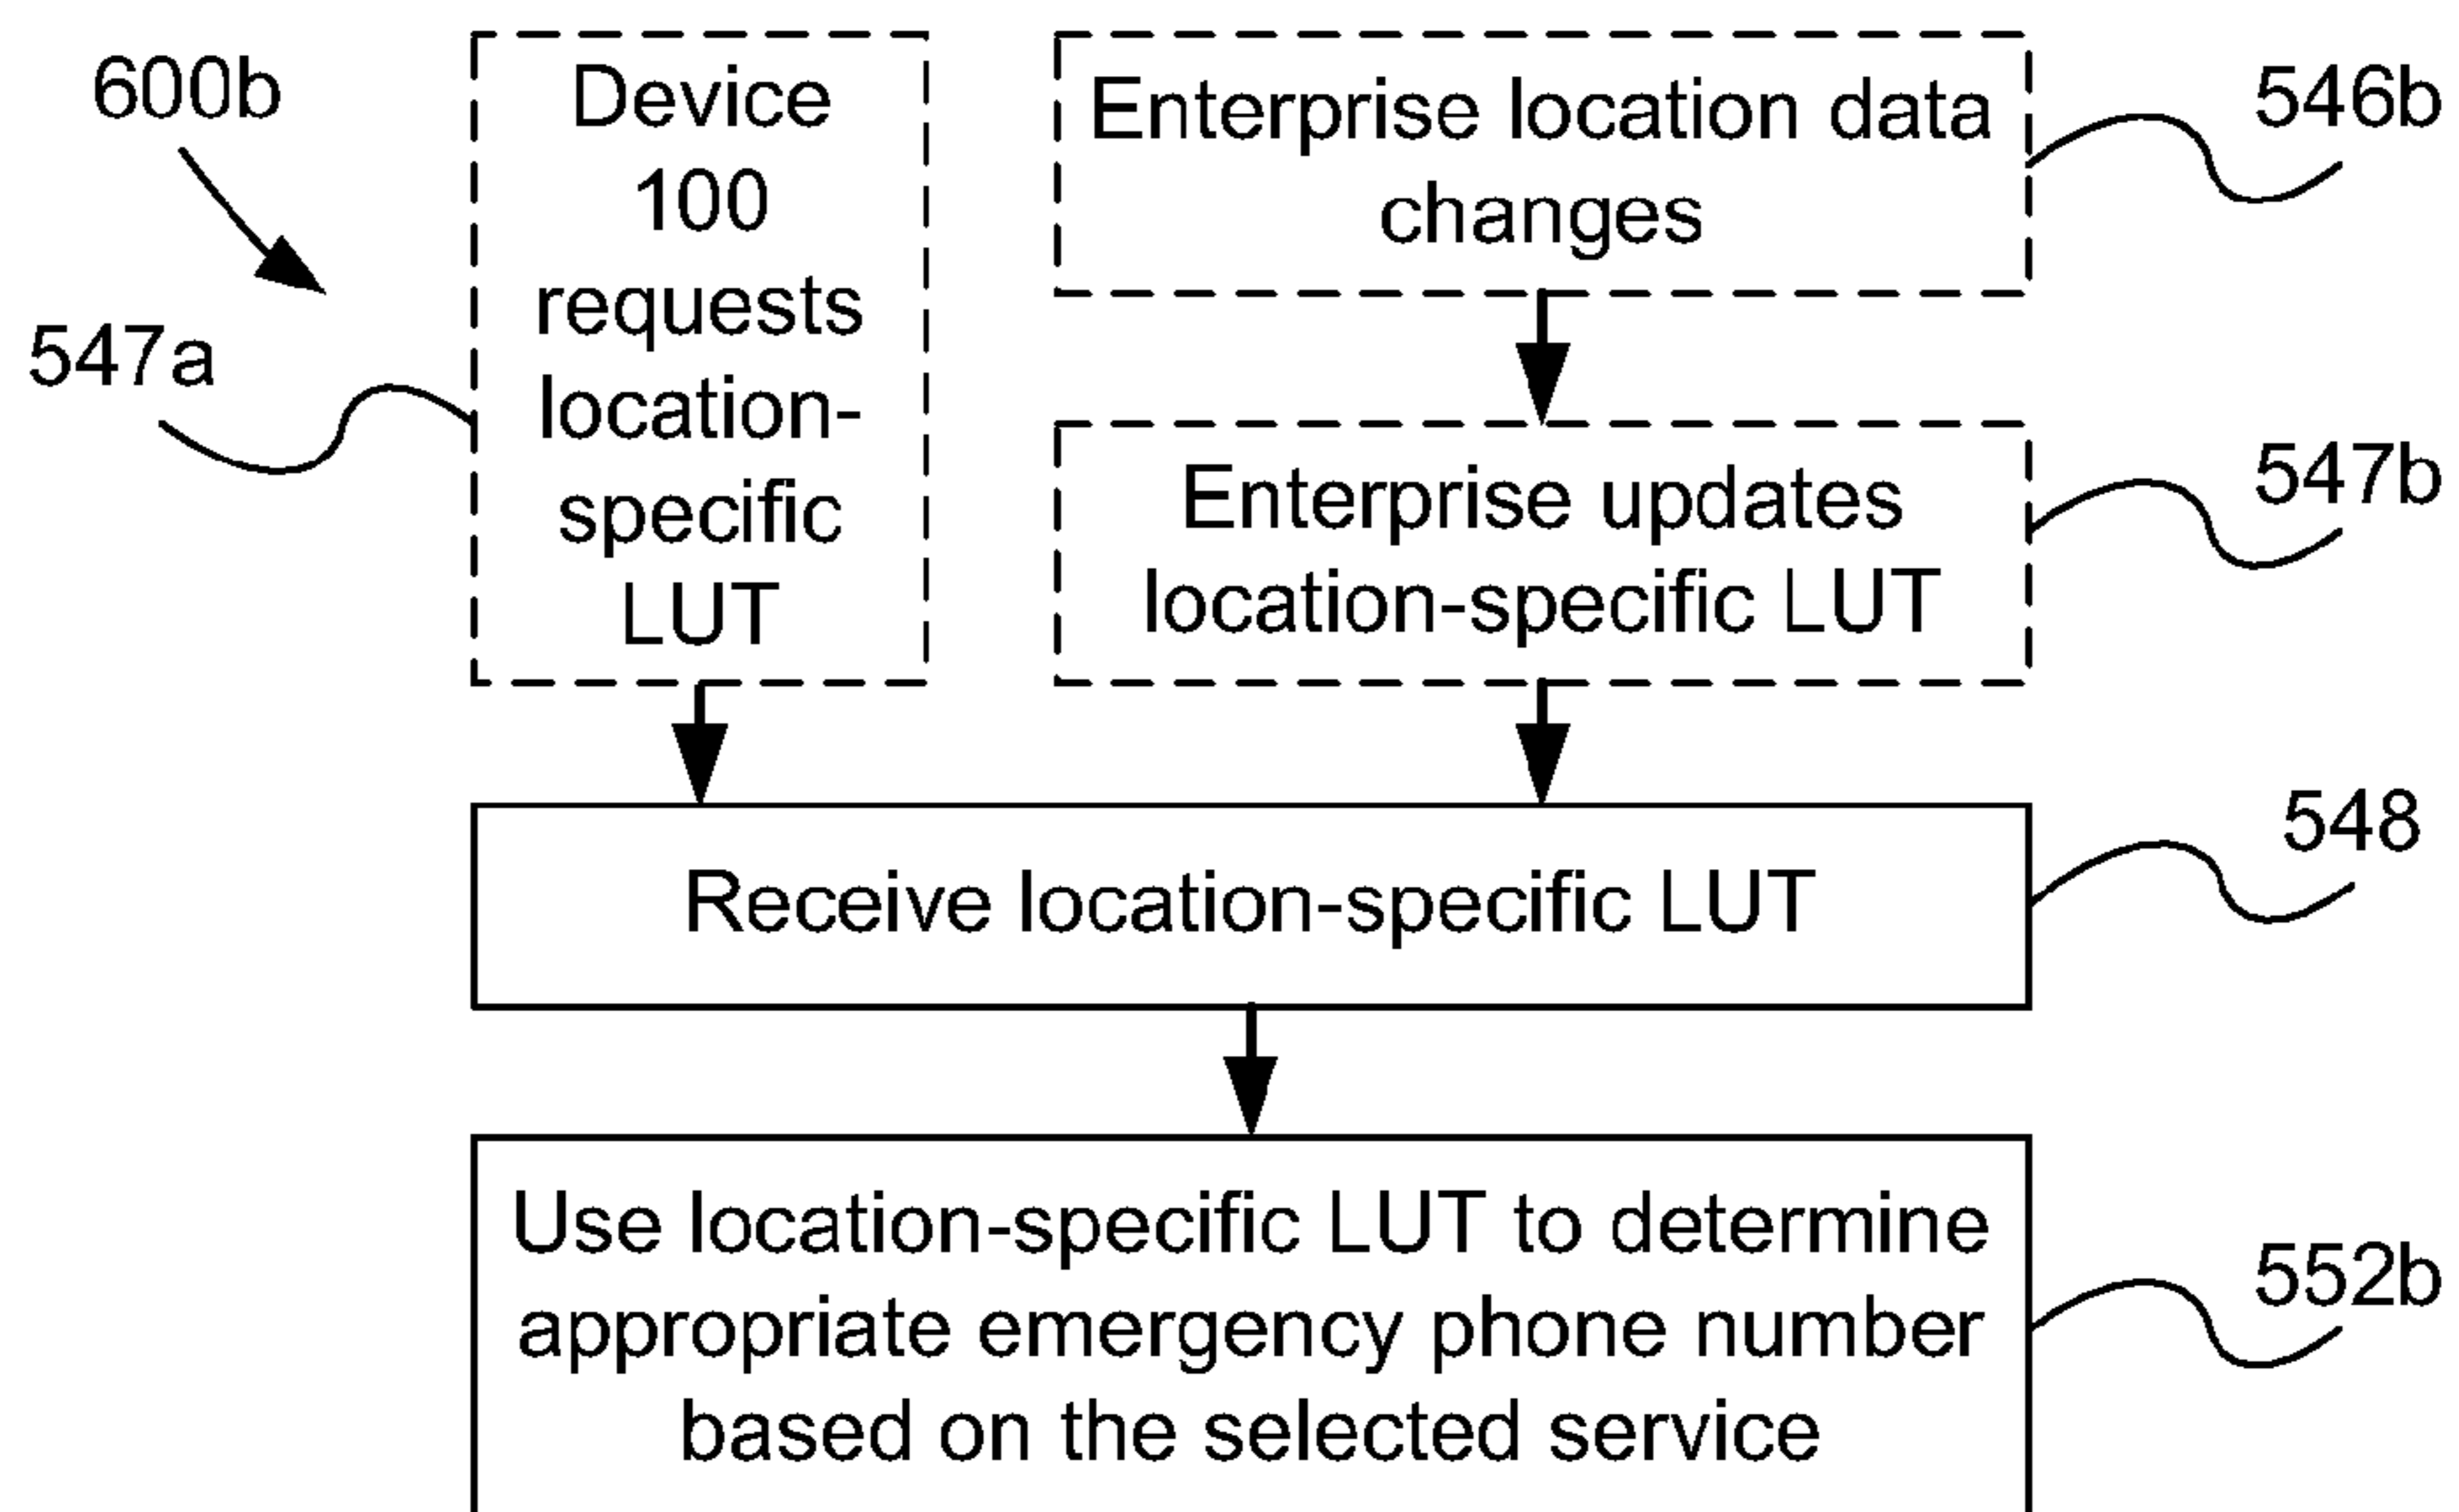 600b
547a
Device
100
requests
location-
specific
LUT
Enterprise location data
changes
546b
Enterprise updates
location-specific LUT
547b
Receive location-specific LUT
548
Use location-specific LUT to determine
appropriate emergency phone number
based on the selected service
552b